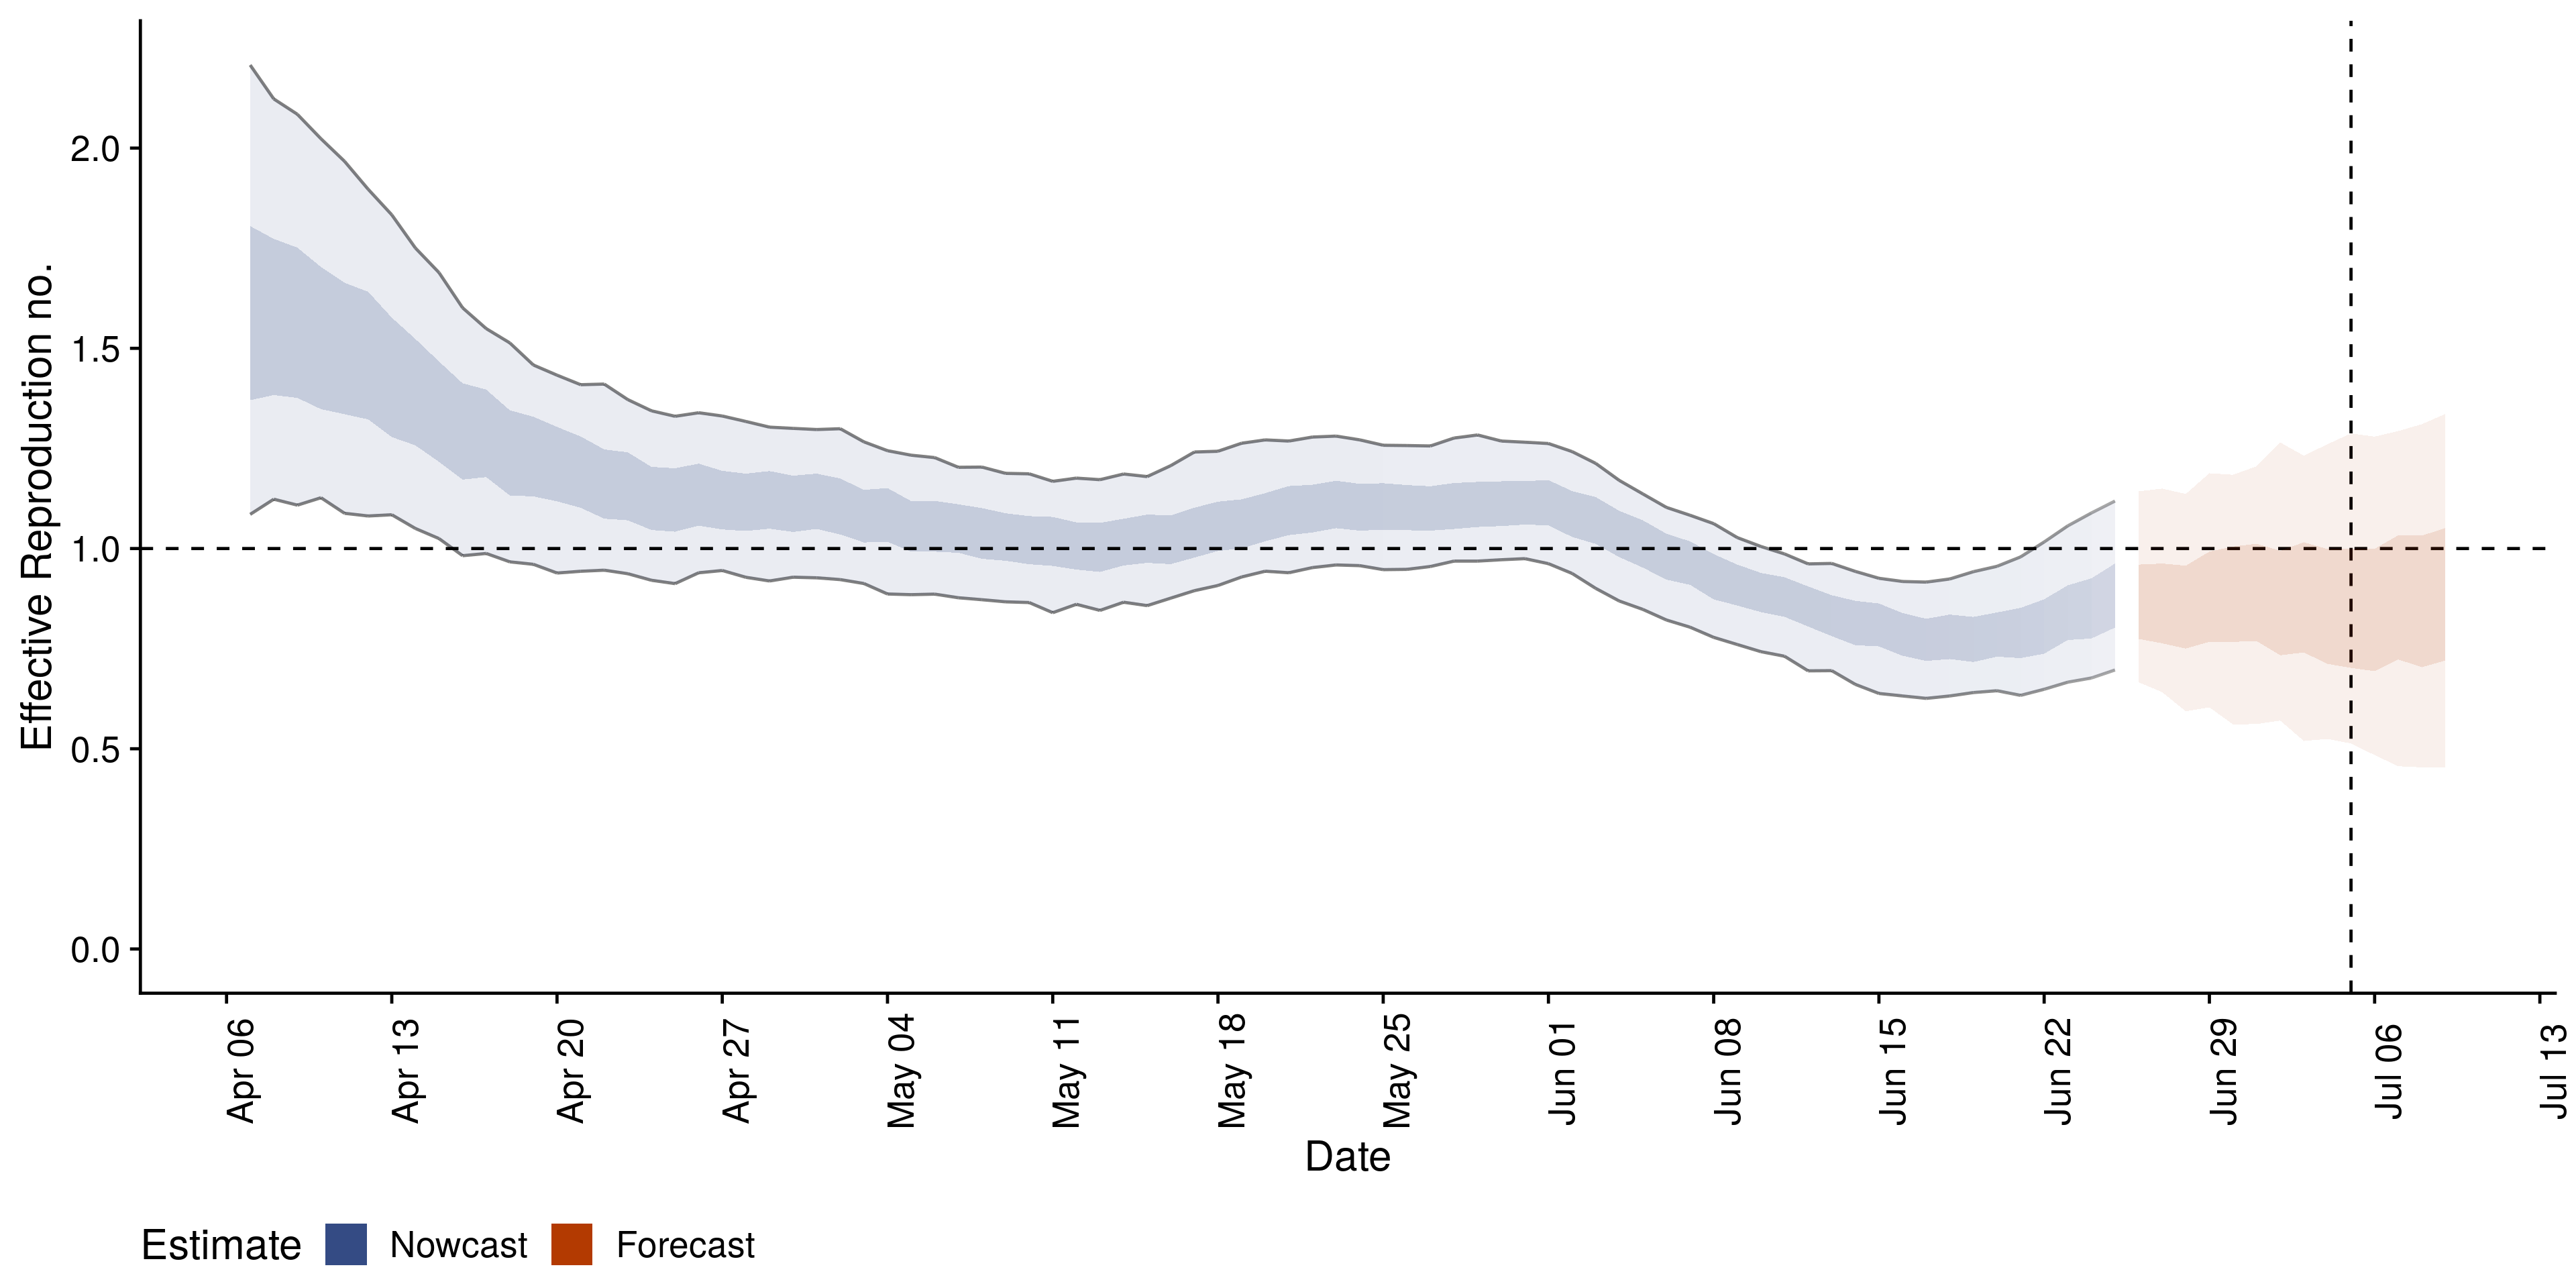 Effective Reproduction no.
2.0
1.5
1.0
0.5
0.0
Apr 06
Apr 13
Apr 20
Apr 27
May 04
May 11
May 18
May 25
Jun 01
Jun 08
Jun 15
Jun 22
Jun 29
Jul 06
Jul 13
Date
Estimate Nowcast Forecast